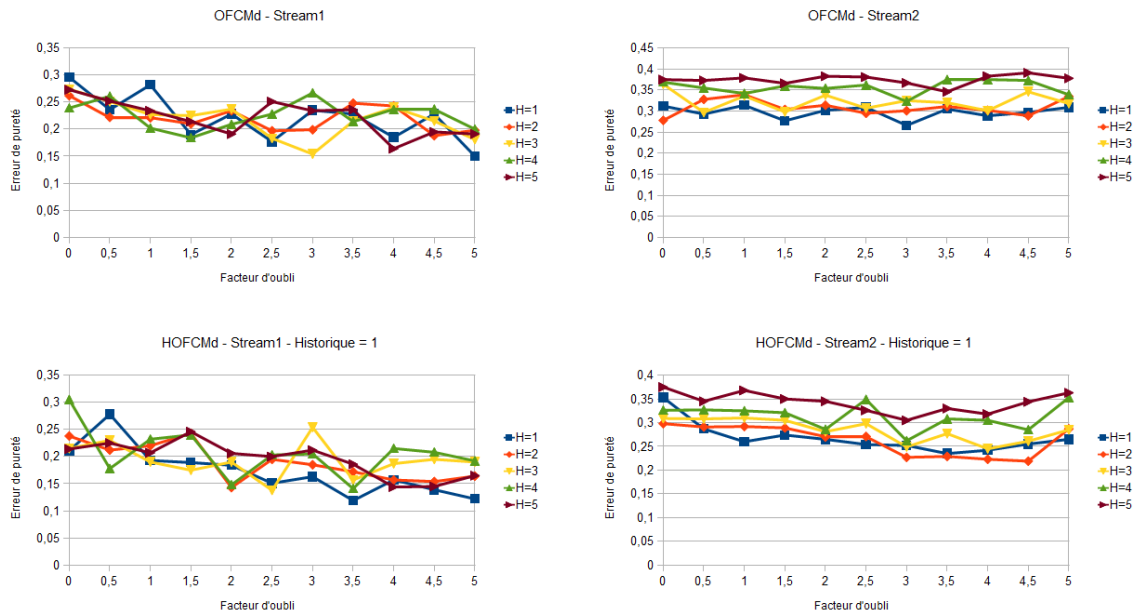 OFCMd - Stream1
0,35
0,3
0,25
0,2
0,15
0,1
0,05
0
Erreur de pureté
0 0,5 1 1,5 2 2,5 3 3,5 4 4,5 5
Facteur d'oubli
H=1
H=2
H=3
H=4
H=5
OFCMd - Stream2
0,45
0,4
0,35
0,3
0,25
0,2
0,15
0,1
0,05
0
Erreur de pureté
0 0,5 1 1,5 2 2,5 3 3,5 4 4,5 5
Facteur d'oubli
H=1
H=2
H=3
H=4
H=5
HOFCMd - Stream1 - Historique = 1
0,35
0,3
0,25
0,2
0,15
0,1
0,05
0
Erreur de pureté
0 0,5 1 1,5 2 2,5 3 3,5 4 4,5 5
Facteur d'oubli
H=1
H=2
H=3
H=4
H=5
HOFCMd - Stream2 - Historique = 1
0,4
0,35
0,3
0,25
0,2
0,15
0,1
0,05
0
Erreur de pureté
0 0,5 1 1,5 2 2,5 3 3,5 4 4,5 5
Facteur d'oubli
H=1
H=2
H=3
H=4
H=5